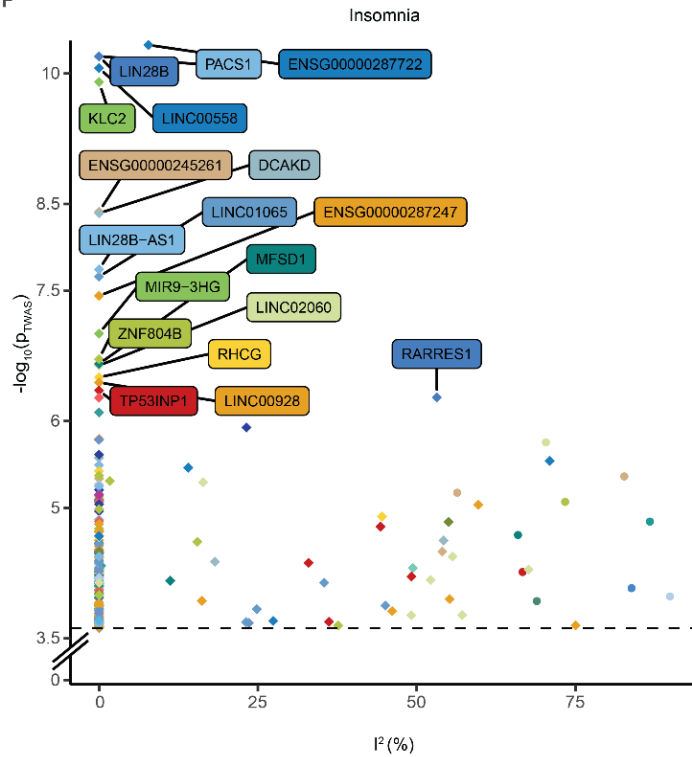 Insomnia
10
LIN28B
PACS1
ENSG00000287722
KLC2
LINC00558
ENSG00000245261
DCAKD
8.5
LINC01065
ENSG00000287247
LIN28B-AS1
MFSD1
7.5
MIR9-3HG
LINC02060
ZNF804B
RHCG
RARRES1
TP53INP1
LINC00928
6
5
3.5
0
-log10(pTWAS)
0
25
50
75
I2 (%)